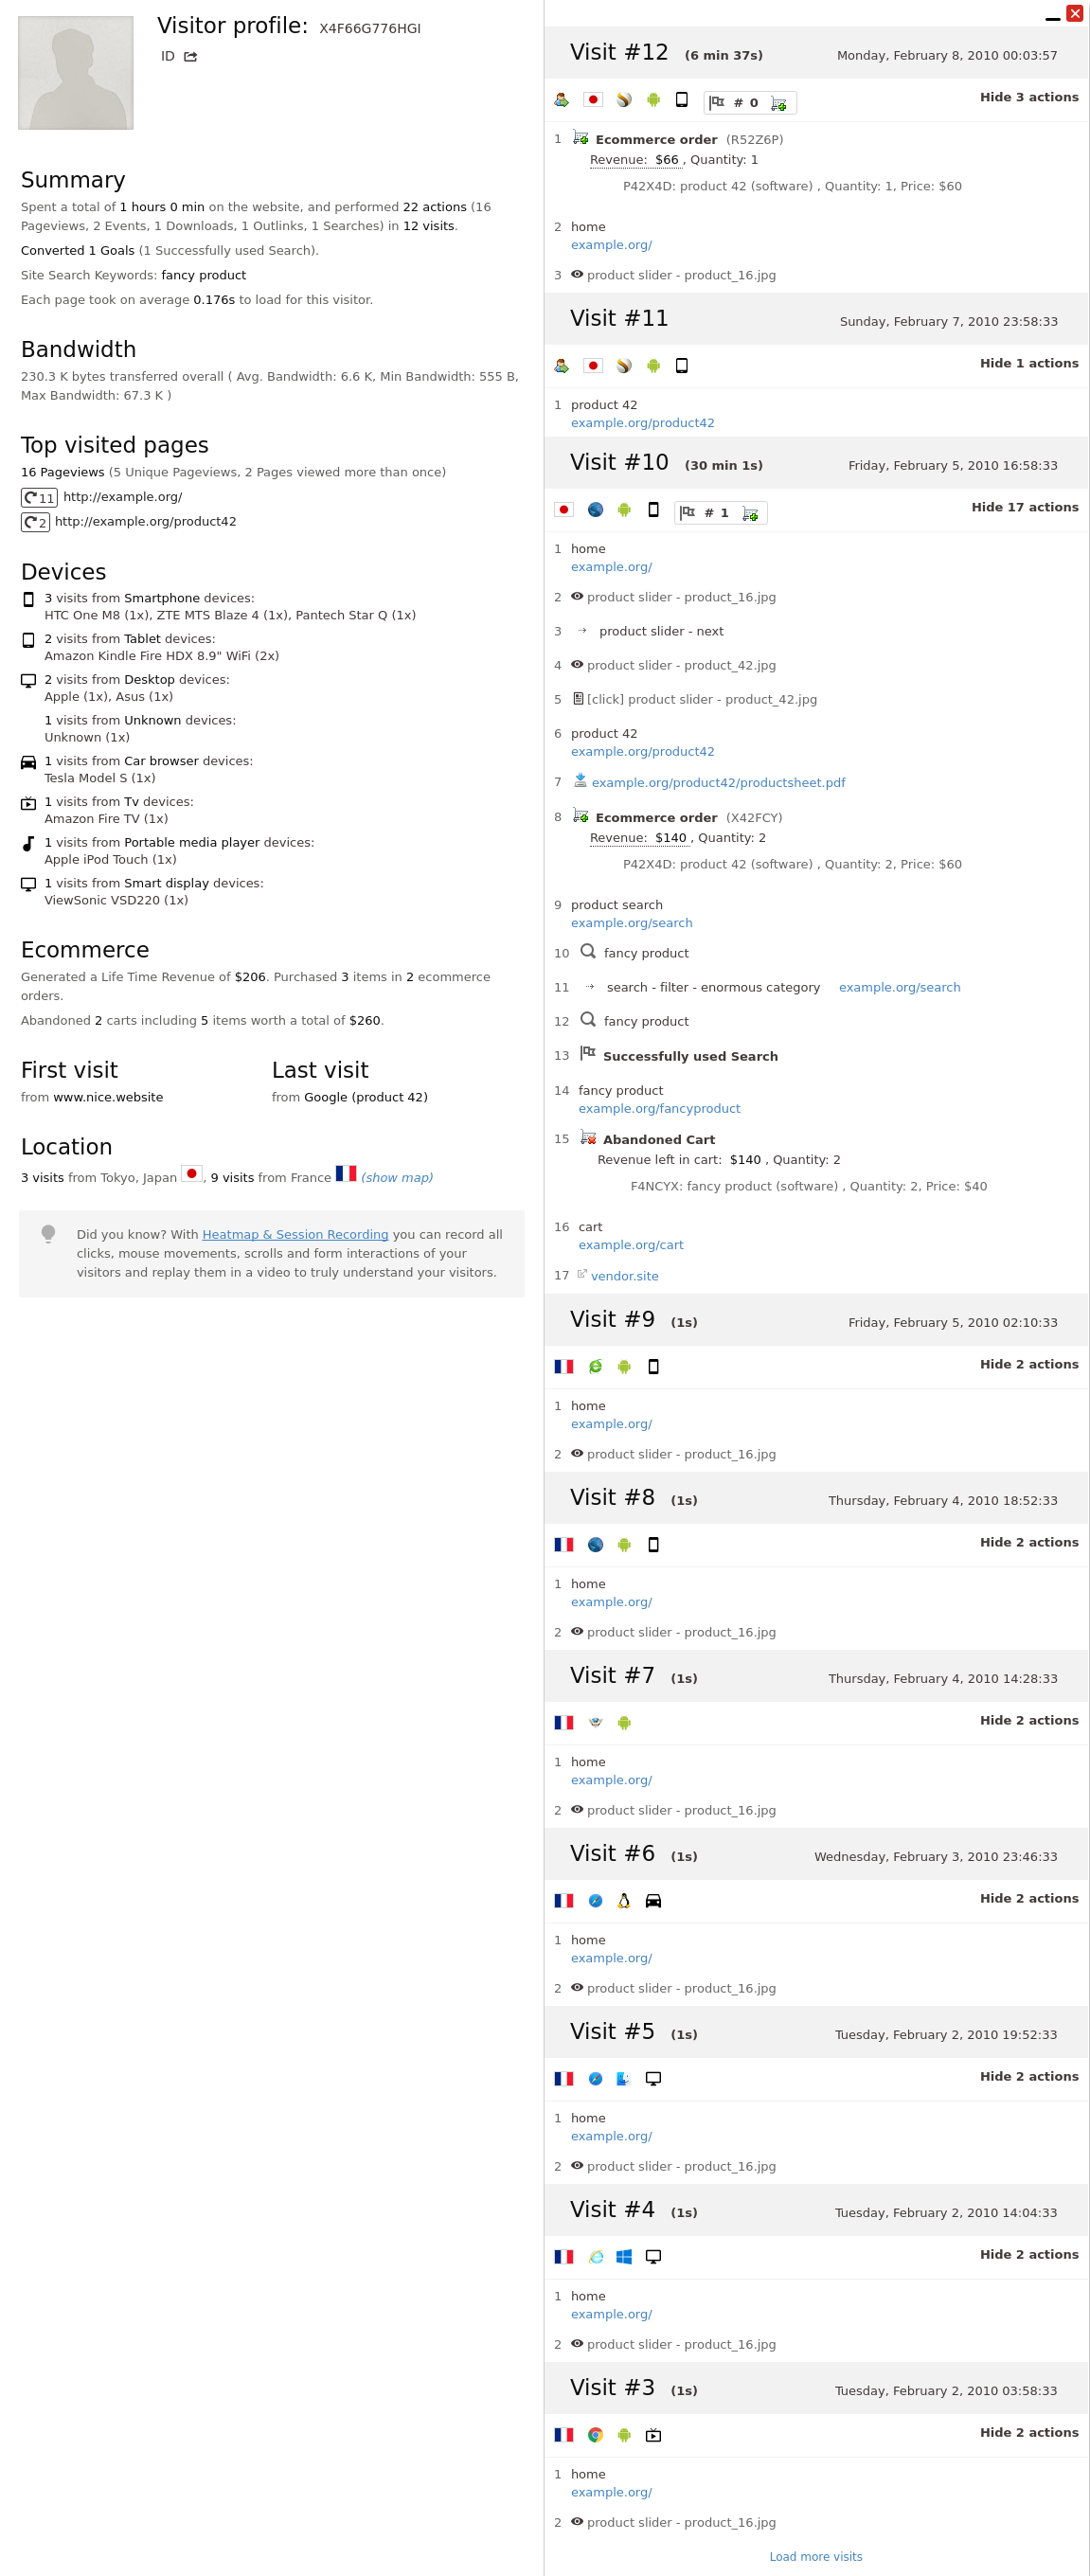 Visitor profile: X4F66G776HGI
ID
Summary
Spent a total of 1 hours 0 min on the website, and performed 22 actions (16
Pageviews, 2 Events, 1 Downloads, 1 Outlinks, 1 Searches) in 12 visits.
Converted 1 Goals (1 Successfully used Search).
Site Search Keywords: fancy product
Each page took on average 0.176s to load for this visitor.
Bandwidth
230.3 K bytes transferred overall ( Avg. Bandwidth: 6.6 K, Min Bandwidth: 555 B,
Max Bandwidth: 67.3 K )
Top visited pages
16 Pageviews (5 Unique Pageviews, 2 Pages viewed more than once)
11 http://example.org/
2 http://example.org/product42
Devices
3 visits from Smartphone devices:
HTC One M8 (1x), ZTE MTS Blaze 4 (1x), Pantech Star Q (1x)
2 visits from Tablet devices:
Amazon Kindle Fire HDX 8.9" WiFi (2x)
2 visits from Desktop devices:
Apple (1x), Asus (1x)
1 visits from Unknown devices:
Unknown (1x)
1 visits from Car browser devices:
Tesla Model S (1x)
1 visits from Tv devices:
Amazon Fire TV (1x)
1 visits from Portable media player devices:
Apple iPod Touch (1x)
1 visits from Smart display devices:
ViewSonic VSD220 (1x)
Ecommerce
Generated a Life Time Revenue of $206. Purchased 3 items in 2 ecommerce
orders.
Abandoned 2 carts including 5 items worth a total of $260.
First visit
from www.nice.website
Last visit
from Google (product 42)
Location
3 visits from Tokyo, Japan , 9 visits from France (show map)
Did you know? With Heatmap & Session Recording you can record all
clicks, mouse movements, scrolls and form interactions of your
visitors and replay them in a video to truly understand your visitors.
Visit #12 (6 min 37s) Monday, February 8, 2010 00:03:57
# 0 Hide 3 actions
1 Ecommerce order (R52Z6P)
Revenue: $66 , Quantity: 1
P42X4D: product 42 (software) , Quantity: 1, Price: $60
2 home
example.org/
3 product slider - product_16.jpg
Visit #11 Sunday, February 7, 2010 23:58:33
Hide 1 actions
1 product 42
example.org/product42
Visit #10 (30 min 1s) Friday, February 5, 2010 16:58:33
# 1 Hide 17 actions
1 home
example.org/
2 product slider - product_16.jpg
3 product slider - next
4 product slider - product_42.jpg
5 [click] product slider - product_42.jpg
6 product 42
example.org/product42
7 example.org/product42/productsheet.pdf
8 Ecommerce order (X42FCY)
Revenue: $140 , Quantity: 2
P42X4D: product 42 (software) , Quantity: 2, Price: $60
9 product search
example.org/search
10 fancy product
11 search - filter - enormous category example.org/search
12 fancy product
13 Successfully used Search
14 fancy product
example.org/fancyproduct
15 Abandoned Cart
Revenue left in cart: $140 , Quantity: 2
F4NCYX: fancy product (software) , Quantity: 2, Price: $40
16 cart
example.org/cart
17 vendor.site
Visit #9 (1s) Friday, February 5, 2010 02:10:33
Hide 2 actions
1 home
example.org/
2 product slider - product_16.jpg
Visit #8 (1s) Thursday, February 4, 2010 18:52:33
Hide 2 actions
1 home
example.org/
2 product slider - product_16.jpg
Visit #7 (1s) Thursday, February 4, 2010 14:28:33
Hide 2 actions
1 home
example.org/
2 product slider - product_16.jpg
Visit #6 (1s) Wednesday, February 3, 2010 23:46:33
Hide 2 actions
1 home
example.org/
2 product slider - product_16.jpg
Visit #5 (1s) Tuesday, February 2, 2010 19:52:33
Hide 2 actions
1 home
example.org/
2 product slider - product_16.jpg
Visit #4 (1s) Tuesday, February 2, 2010 14:04:33
Hide 2 actions
1 home
example.org/
2 product slider - product_16.jpg
Visit #3 (1s) Tuesday, February 2, 2010 03:58:33
Hide 2 actions
1 home
example.org/
2 product slider - product_16.jpg
Load more visits